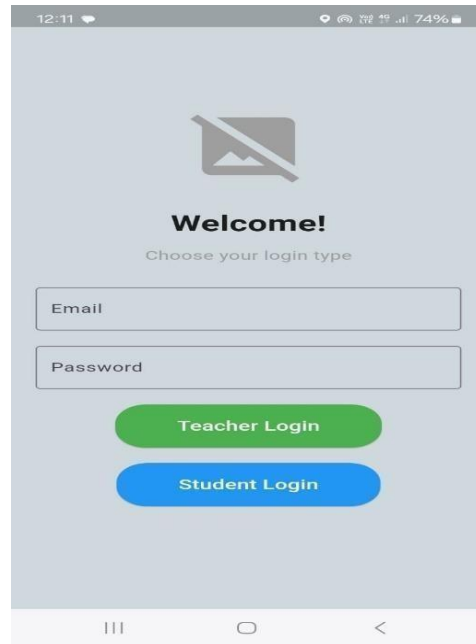 12:11 74%
Welcome!
Choose your login type
Email
Password
Teacher Login
Student Login